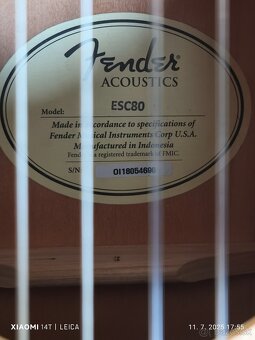 Fender
ACOUSTICS
Model: ESC80
Made in accordance to specifications of
Fender Musical Instruments Corp U.S.A.
Manufactured in Indonesia
Fender is a registered trademark of FMIC.
S/N: OI18054690
XIAOMI 14T | LEICA
11. 7. 2025 17:55